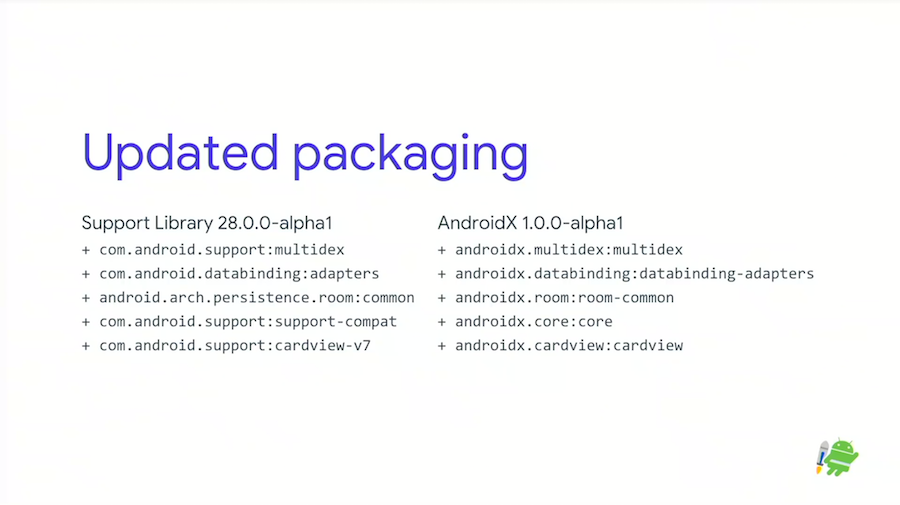 Updated packaging
Support Library 28.0.0-alpha1
+ com.android.support:multidex
+ com.android.databinding:adapters
+ android.arch.persistence.room:common
+ com.android.support:support-compat
+ com.android.support:cardview-v7
AndroidX 1.0.0-alpha1
+ androidx.multidex:multidex
+ androidx.databinding:databinding-adapters
+ androidx.room:room-common
+ androidx.core:core
+ androidx.cardview:cardview